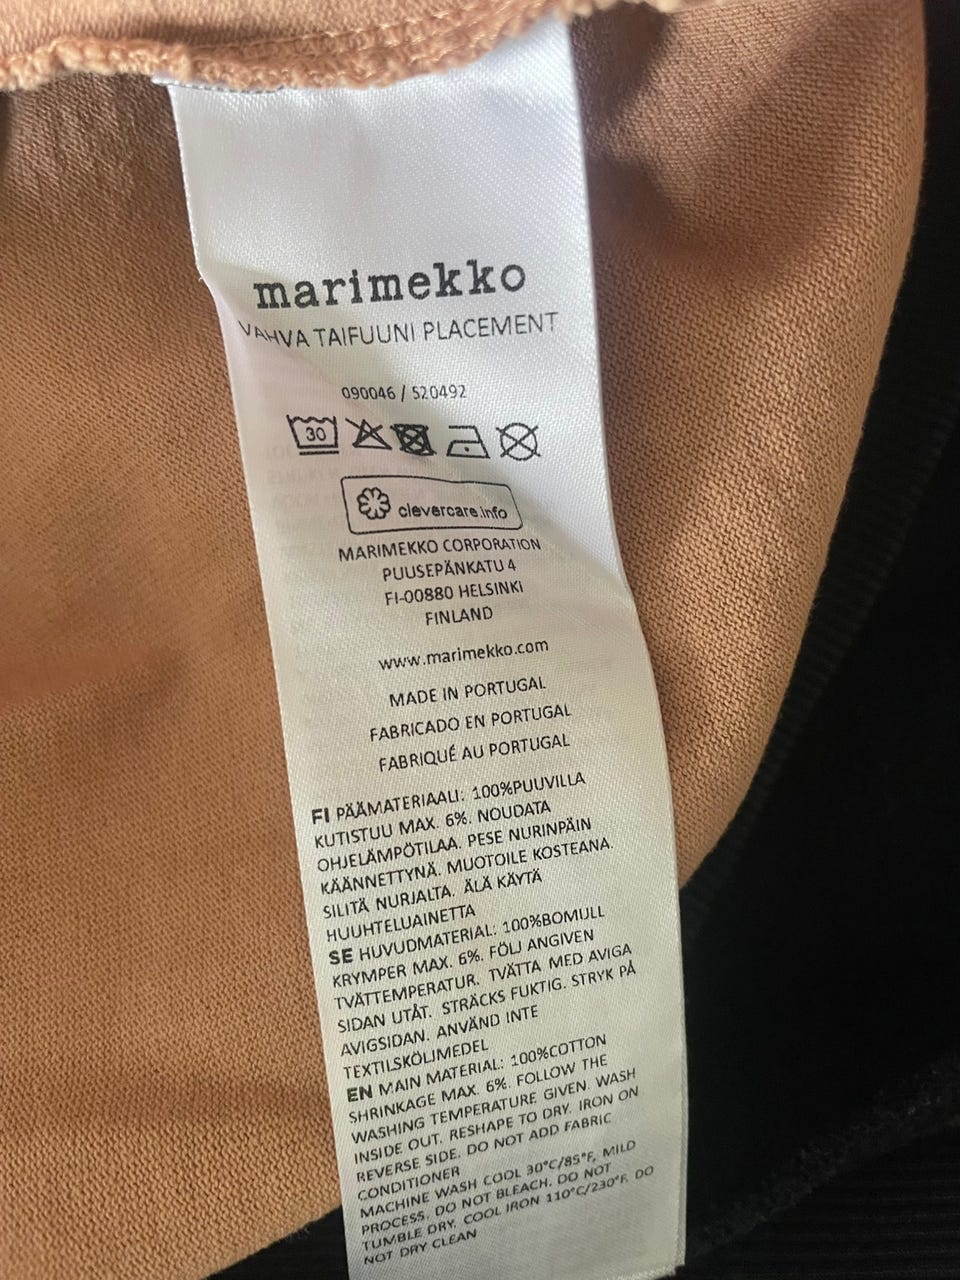 marimekko
VAHVA TAIFUUNI PLACEMENT
090046 / 520492
30
clevercare.info
MARIMEKKO CORPORATION
PUUSEPÄNKATU 4
FI-00880 HELSINKI
FINLAND
www.marimekko.com
MADE IN PORTUGAL
FABRICADO EN PORTUGAL
FABRIQUÉ AU PORTUGAL
FI PÄÄMATERIAALI: 100%PUUVILLA
KUTISTUU MAX. 6%. NOUDATA
OHJELÄMPÖTILAA. PESE NURINPÄIN
KÄÄNNETTYNÄ. MUOTOILE KOSTEANA.
SILITÄ NURJALTA. ÄLÄ KÄYTÄ
HUUHTELUAINETTA
SE HUVUDMATERIAL: 100%BOMULL
KRYMPER MAX. 6%. FÖLJ ANGIVEN
TVÄTTEMPERATUR. TVÄTTA MED AVIGA
SIDAN UTÅT. STRÄCKS FUKTIG. STRYK PÅ
AVIGSIDAN. ANVÄND INTE
TEXTILSKÖLJMEDEL
EN MAIN MATERIAL: 100%COTTON
SHRINKAGE MAX. 6%. FOLLOW THE
WASHING TEMPERATURE GIVEN. WASH
INSIDE OUT. RESHAPE TO DRY. IRON ON
REVERSE SIDE. DO NOT ADD FABRIC
CONDITIONER
MACHINE WASH COOL 30°C/85°F, MILD
PROCESS. DO NOT BLEACH. DO NOT
TUMBLE DRY. COOL IRON 110°C/230°F. DO
NOT DRY CLEAN